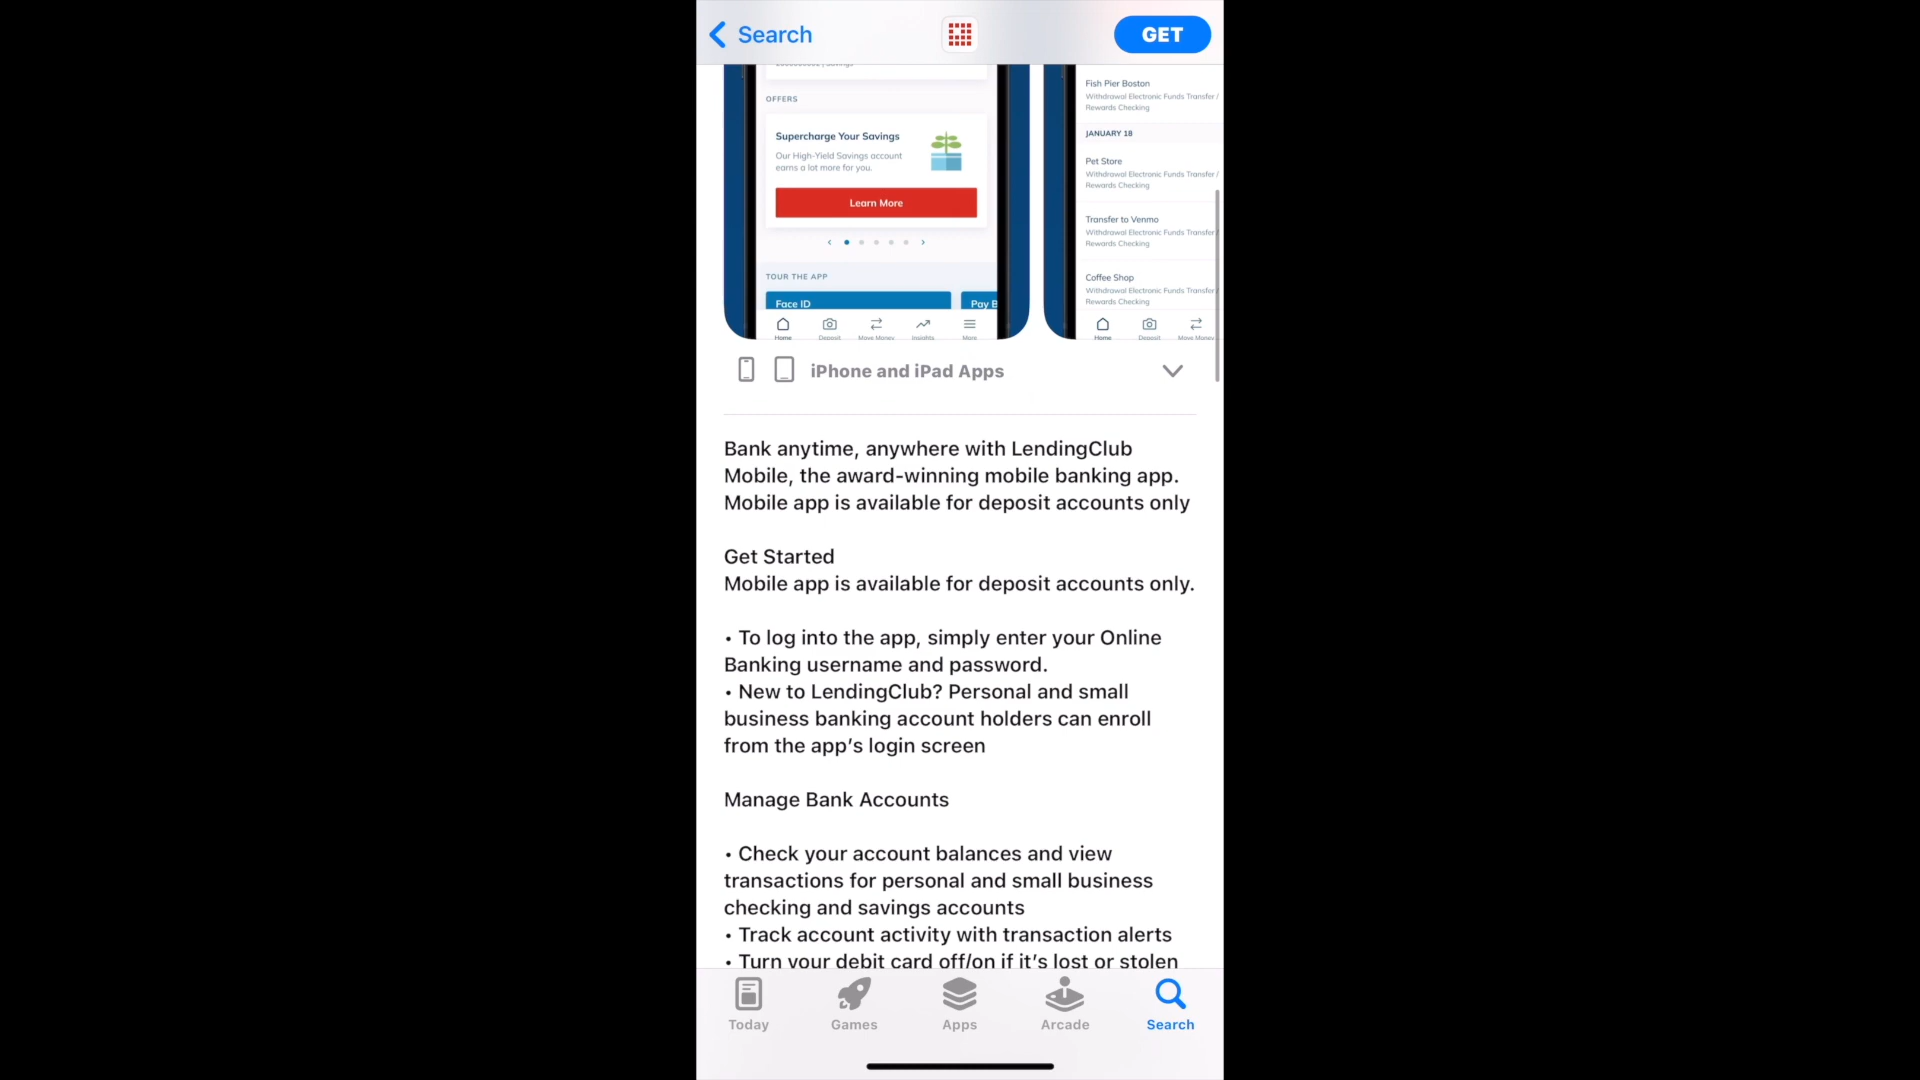 Search
GET
OFFERS
Supercharge Your Savings
Our High-Yield Savings account
earns a lot more for you.
Learn More
TOUR THE APP
Face ID
Pay B
Home
Deposit
Move Money
Insights
More
Fish Pier Boston
Withdrawal Electronic Funds Transfer /
Rewards Checking
JANUARY 18
Pet Store
Withdrawal Electronic Funds Transfer /
Rewards Checking
Transfer to Venmo
Withdrawal Electronic Funds Transfer /
Rewards Checking
Coffee Shop
Withdrawal Electronic Funds Transfer /
Rewards Checking
Home
Deposit
Move Money
iPhone and iPad Apps
Bank anytime, anywhere with LendingClub
Mobile, the award-winning mobile banking app.
Mobile app is available for deposit accounts only
Get Started
Mobile app is available for deposit accounts only.
• To log into the app, simply enter your Online
Banking username and password.
• New to LendingClub? Personal and small
business banking account holders can enroll
from the app's login screen
Manage Bank Accounts
• Check your account balances and view
transactions for personal and small business
checking and savings accounts
• Track account activity with transaction alerts
• Turn your debit card off/on if it's lost or stolen
Today
Games
Apps
Arcade
Search